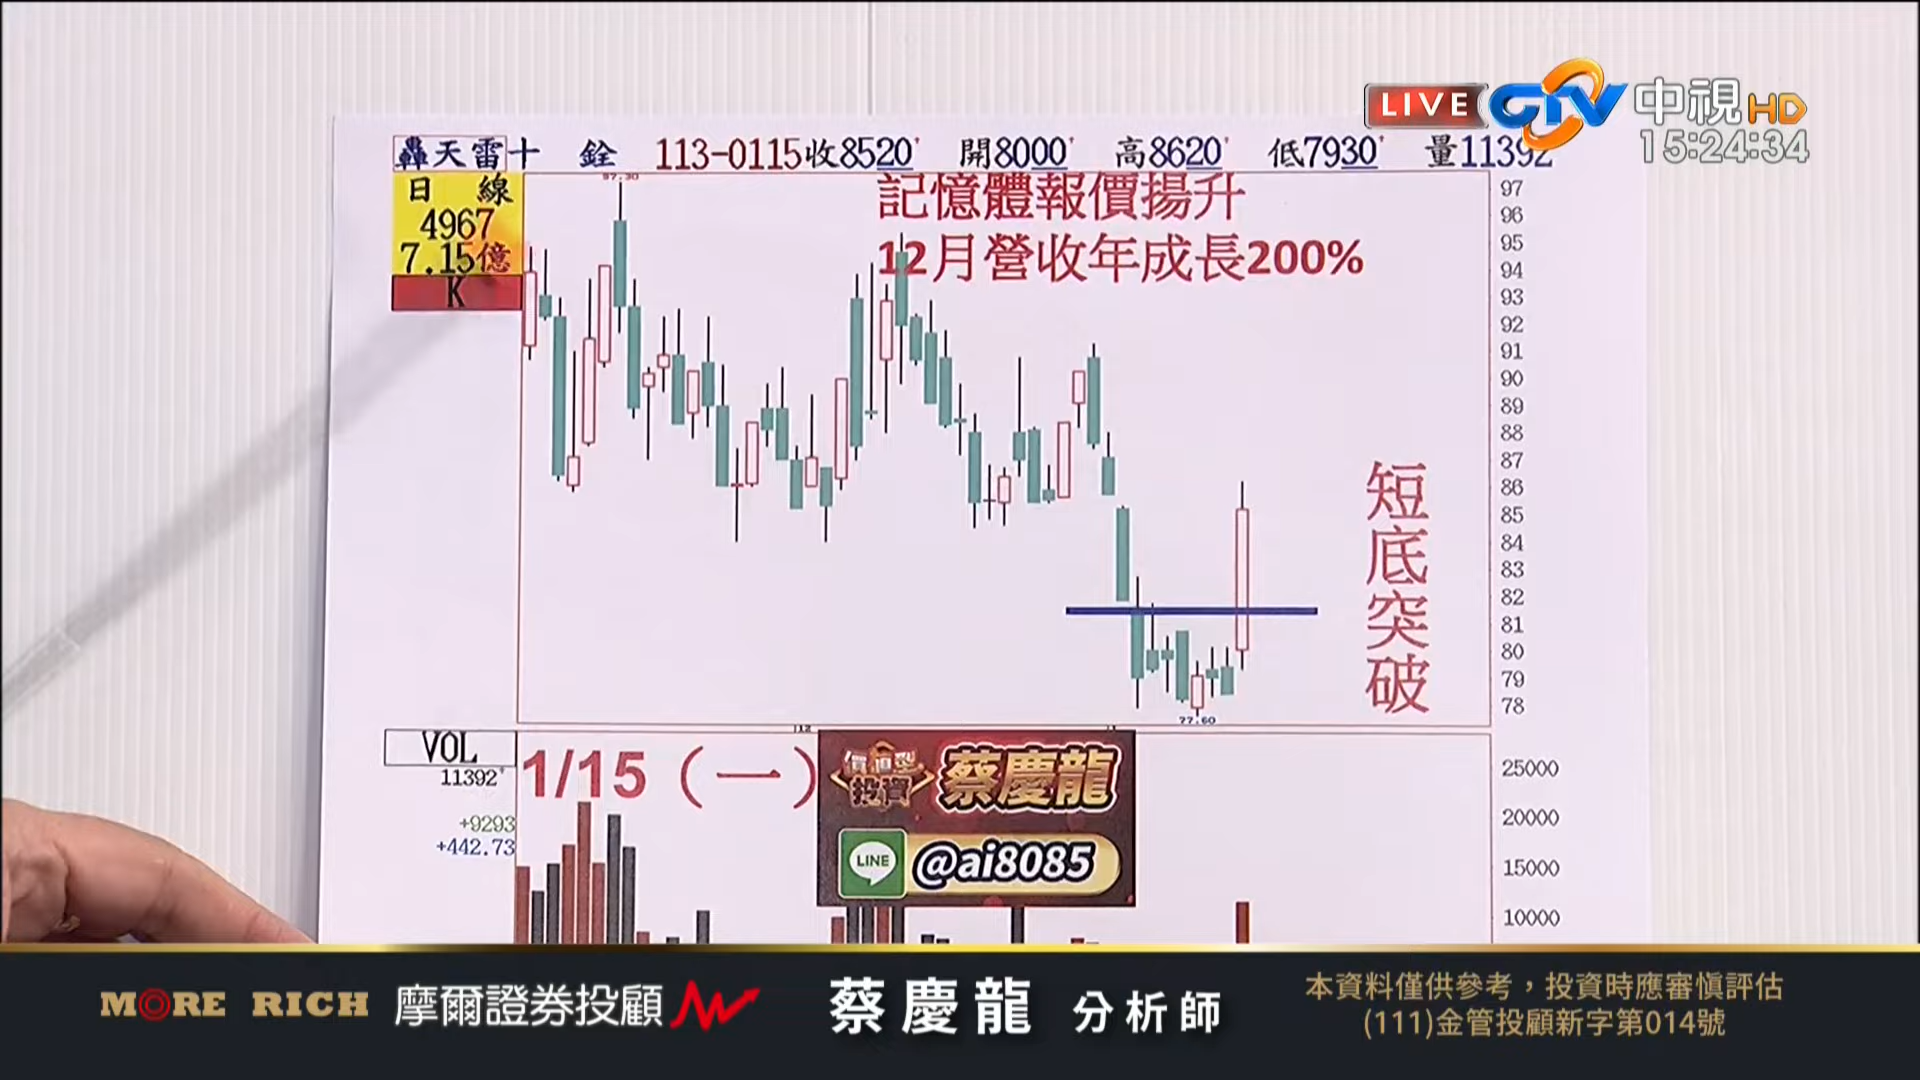 LIVE CTV 中視HD
15:24:34
轟天雷十 銓 113-0115收8520 開8000 高8620 低7930 量11392
日 線
4967
7.15億
K
97.30
記憶體報價揚升
12月營收年成長200%
97
96
95
94
93
92
91
90
89
88
87
86
85
84
83
82
81
80
79
78
短底突破
77.60
12
1
VOL
11392
+9293
+442.73
1/15（一）
價值型
投資
蔡慶龍
LINE @ai8085
25000
20000
15000
10000
MORE RICH 摩爾證券投顧 蔡慶龍 分析師
本資料僅供參考，投資時應審慎評估
(111)金管投顧新字第014號